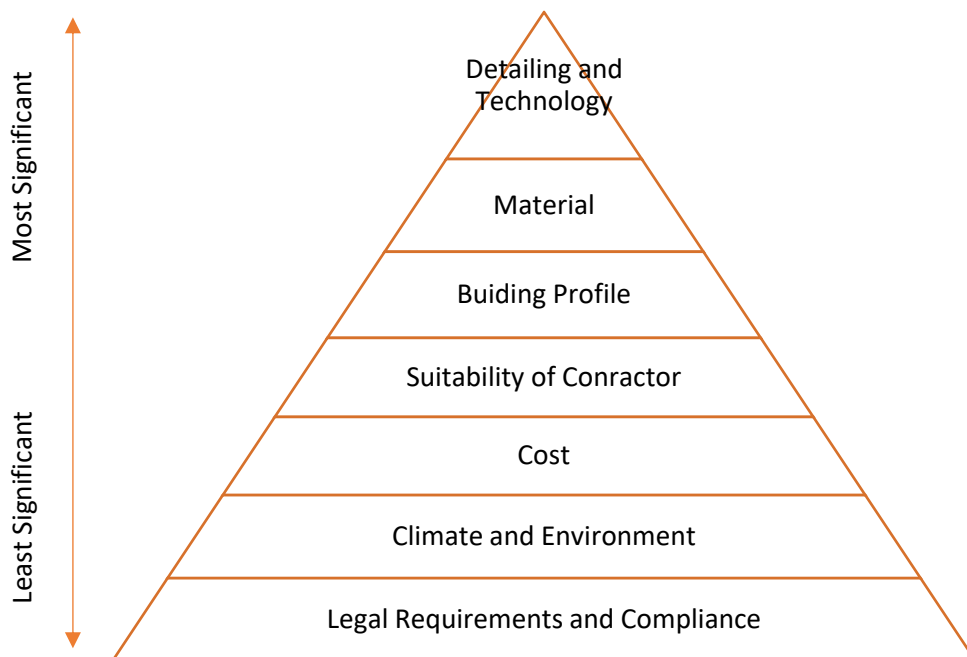 Most Significant
Least Significant
Detailing and
Technology
Material
Buiding Profile
Suitability of Conractor
Cost
Climate and Environment
Legal Requirements and Compliance